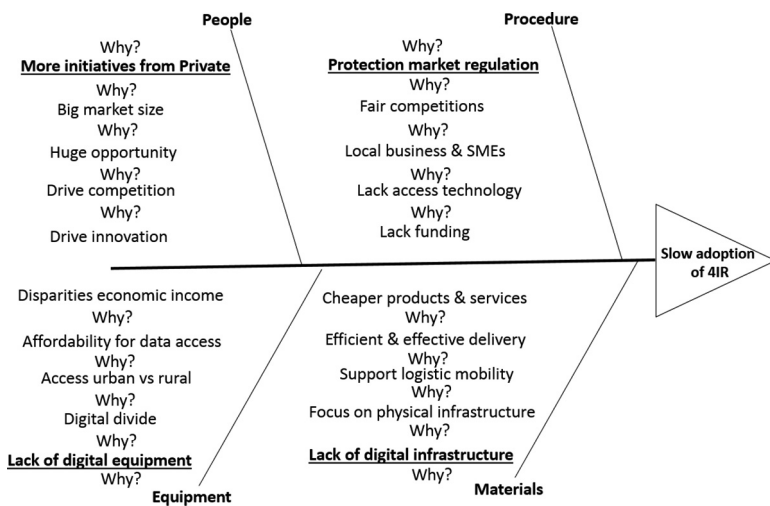 People
Why?
More initiatives from Private
Why?
Big market size
Why?
Huge opportunity
Why?
Drive competition
Why?
Drive innovation
Procedure
Why?
Protection market regulation
Why?
Fair competitions
Why?
Local business & SMEs
Why?
Lack access technology
Why?
Lack funding
Slow adoption
of 4IR
Disparities economic income
Why?
Affordability for data access
Why?
Access urban vs rural
Why?
Digital divide
Why?
Lack of digital equipment
Why?
Equipment
Cheaper products & services
Why?
Efficient & effective delivery
Why?
Support logistic mobility
Why?
Focus on physical infrastructure
Why?
Lack of digital infrastructure
Why?
Materials